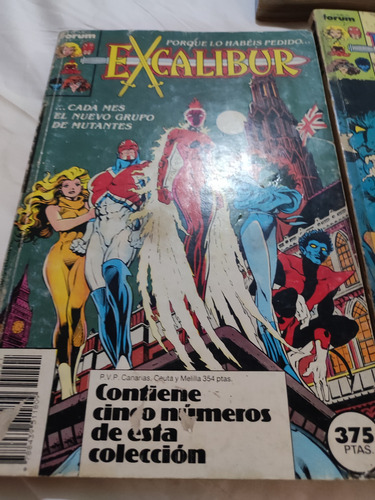 forum
PORQUE LO HABÉIS PEDIDO...
EXCALIBUR
...CADA MES
EL NUEVO GRUPO
DE MUTANTES
P.V.P. Canarias, Ceuta y Melilla 354 ptas.
Contiene
cinco números
de esta
colección
375
PTAS.
forum